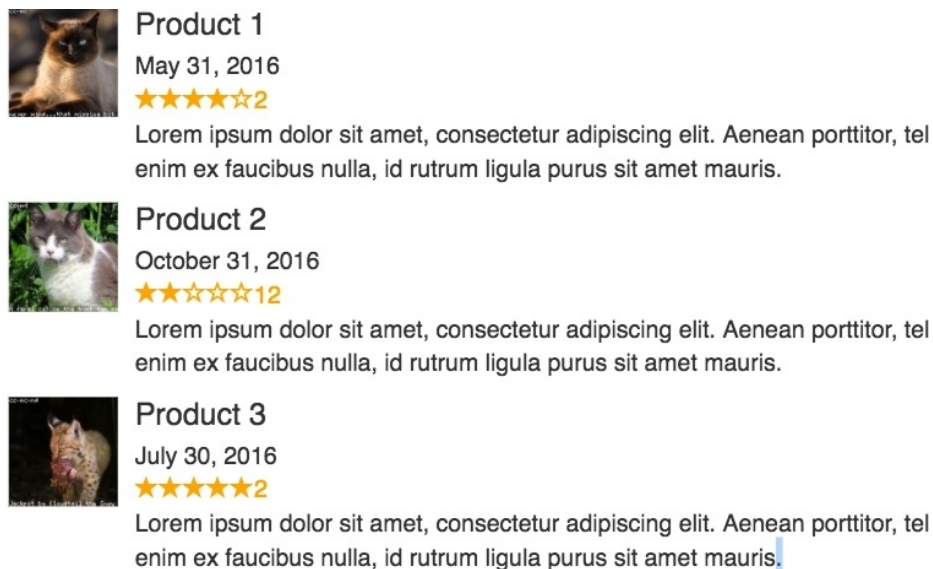 Product 1
May 31, 2016
★★★★☆2
Lorem ipsum dolor sit amet, consectetur adipiscing elit. Aenean porttitor, tel
enim ex faucibus nulla, id rutrum ligula purus sit amet mauris.
Product 2
October 31, 2016
★★☆☆☆12
Lorem ipsum dolor sit amet, consectetur adipiscing elit. Aenean porttitor, tel
enim ex faucibus nulla, id rutrum ligula purus sit amet mauris.
Product 3
July 30, 2016
★★★★★2
Lorem ipsum dolor sit amet, consectetur adipiscing elit. Aenean porttitor, tel
enim ex faucibus nulla, id rutrum ligula purus sit amet mauris.